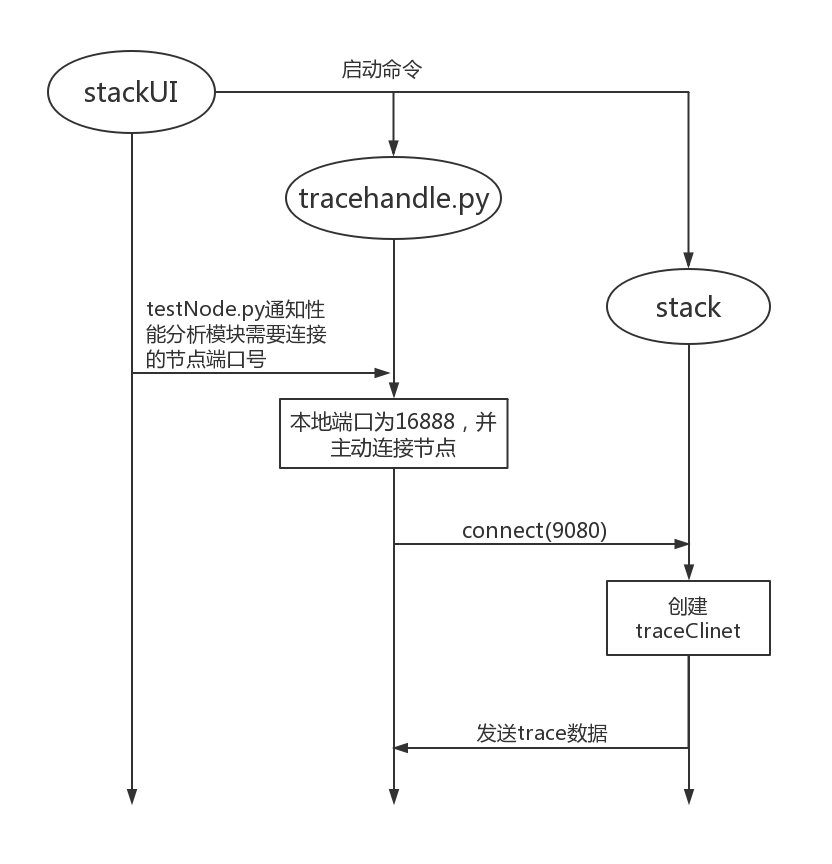 启动命令
stackUI
tracehandle.py
stack
testNode.py通知性
能分析模块需要连接
的节点端口号
本地端口为16888，并
主动连接节点
connect(9080)
创建
traceClinet
发送trace数据